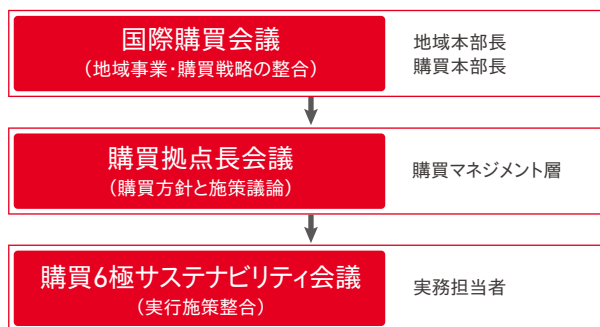 国際購買会議
（地域事業・購買戦略の整合）
地域本部長
購買本部長
購買拠点長会議
（購買方針と施策議論）
購買マネジメント層
購買6極サステナビリティ会議
（実行施策整合）
実務担当者